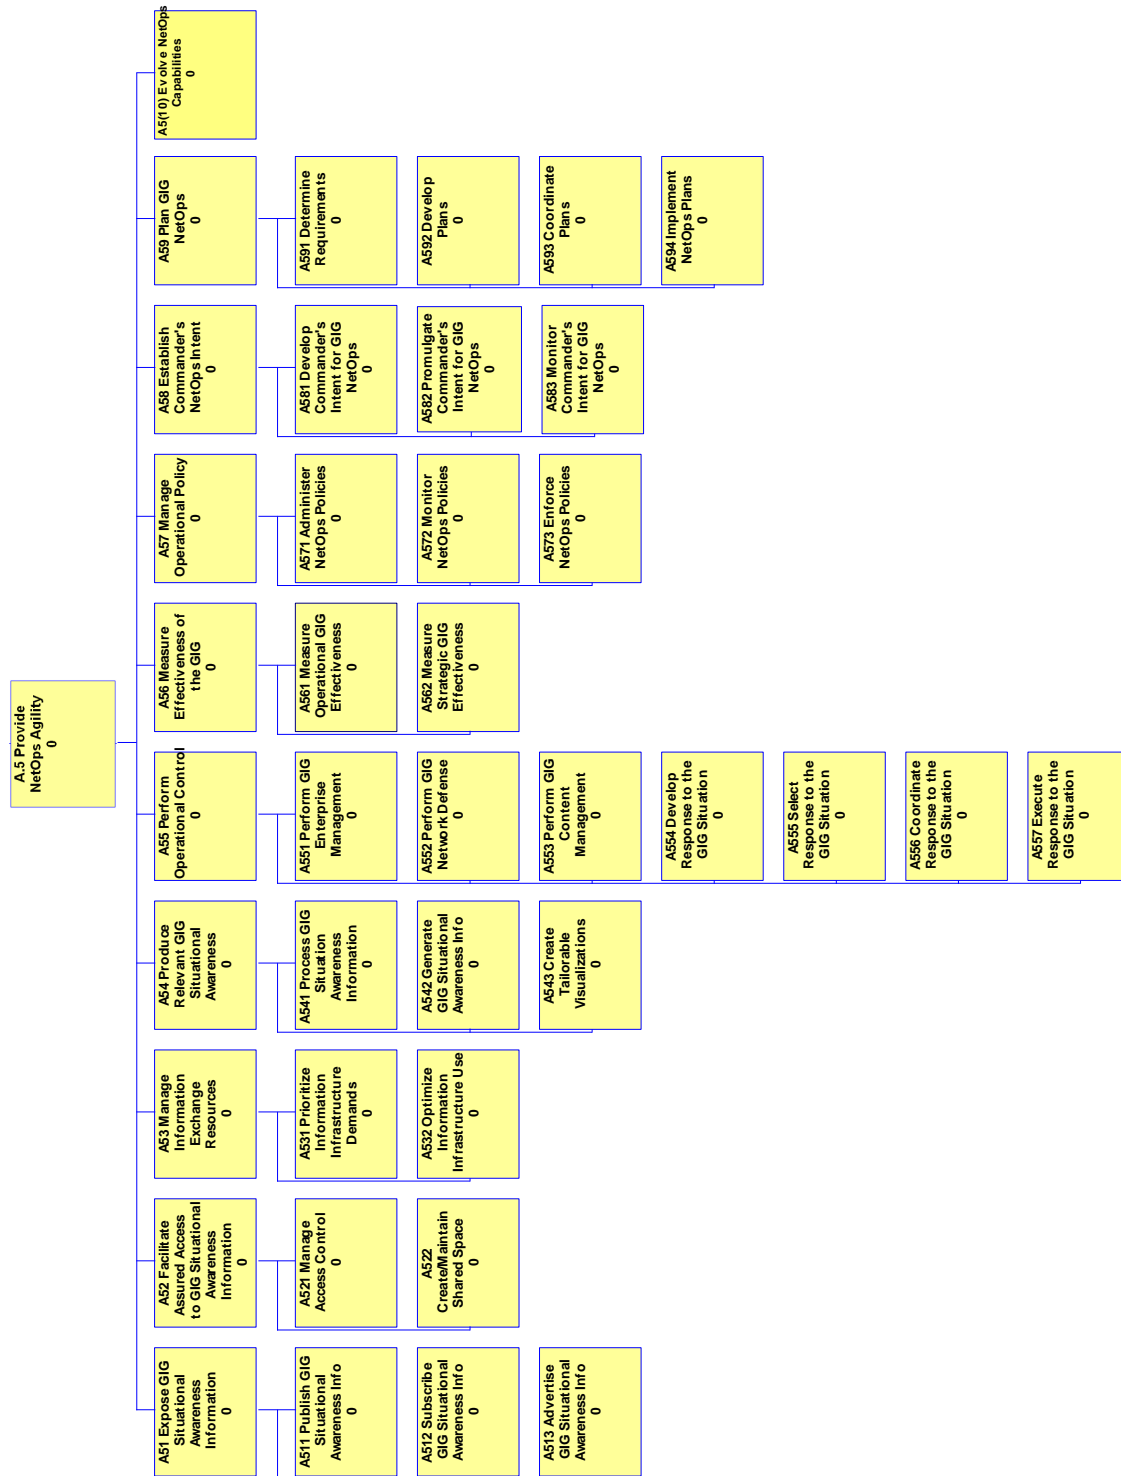 A.5 Provide
NetOps Agility
0
A51 Expose GIG
Situational
Awareness
Information
0
A511 Publish GIG
Situational
Awareness Info
0
A512 Subscribe
GIG Situational
Awareness Info
0
A513 Advertise
GIG Situational
Awareness Info
0
A52 Facilitate
Assured Access
to GIG Situational
Awareness
Information
0
A521 Manage
Access Control
0
A522
Create/Maintain
Shared Space
0
A53 Manage
Information
Exchange
Resources
0
A531 Prioritize
Information
Infrastructure
Demands
0
A532 Optimize
Information
Infrastructure Use
0
A54 Produce
Relevant GIG
Situational
Awareness
0
A541 Process GIG
Situation
Awareness
Information
0
A542 Generate
GIG Situational
Awareness Info
0
A543 Create
Tailorable
Visualizations
0
A55 Perform
Operational Control
0
A551 Perform GIG
Enterprise
Management
0
A552 Perform GIG
Network Defense
0
A553 Perform GIG
Content
Management
0
A554 Develop
Response to the
GIG Situation
0
A555 Select
Response to the
GIG Situation
0
A556 Coordinate
Response to the
GIG Situation
0
A557 Execute
Response to the
GIG Situation
0
A56 Measure
Effectiveness of
the GIG
0
A561 Measure
Operational GIG
Effectiveness
0
A562 Measure
Strategic GIG
Effectiveness
0
A57 Manage
Operational Policy
0
A571 Administer
NetOps Policies
0
A572 Monitor
NetOps Policies
0
A573 Enforce
NetOps Policies
0
A58 Establish
Commander's
NetOps Intent
0
A581 Develop
Commander's
Intent for GIG
NetOps
0
A582 Promulgate
Commander's
Intent for GIG
NetOps
0
A583 Monitor
Commander's
Intent for GIG
NetOps
0
A59 Plan GIG
NetOps
0
A591 Determine
Requirements
0
A592 Develop
Plans
0
A593 Coordinate
Plans
0
A594 Implement
NetOps Plans
0
A5(10) Evolve NetOps
Capabilities
0